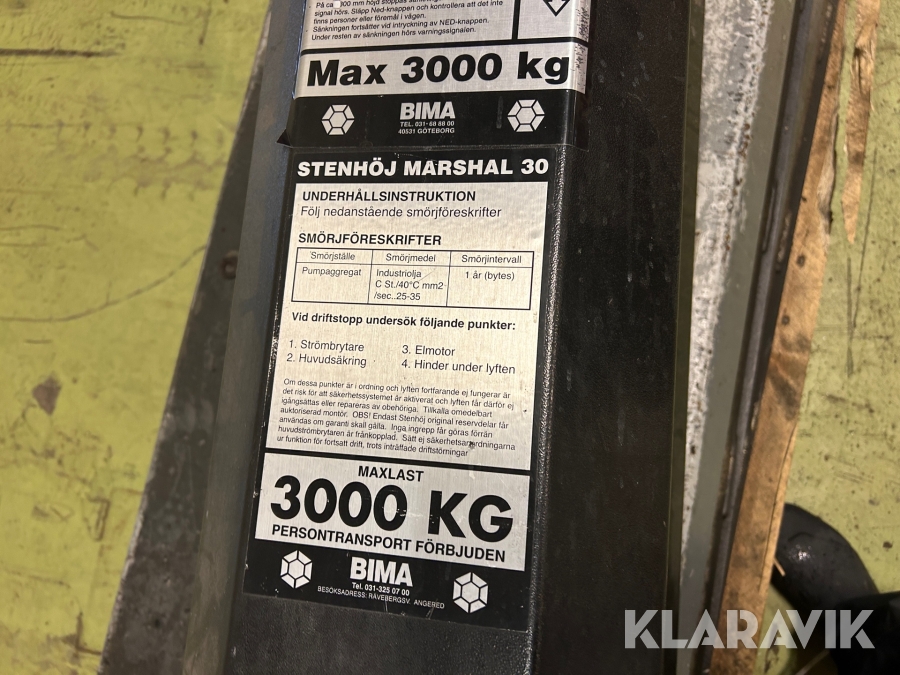 På ca 300 mm höjd stoppas
signal hörs. Släpp Ned-knappen och kontrollera att det inte
finns personer eller föremål i vägen.
Sänkningen fortsätter vid intryckning av NED-knappen.
Under resten av sänkningen hörs varningssignalen.
Max 3000 kg
BIMA
TEL. 031-68 88 00
40531 GÖTEBORG
STENHÖJ MARSHAL 30
UNDERHÅLLSINSTRUKTION
Följ nedanstående smörjföreskrifter
SMÖRJFÖRESKRIFTER
Smörjställe Smörjmedel Smörjintervall
Pumpaggregat Industriolja 1 år (bytes)
C St./40°C mm2
/sec..25-35
Vid driftstopp undersök följande punkter:
1. Strömbrytare 3. Elmotor
2. Huvudsäkring 4. Hinder under lyften
Om dessa punkter är i ordning och lyften fortfarande ej fungerar är
det risk för att säkerhetssystemet är aktiverat och lyften får därför ej
igångsättas eller repareras av obehöriga. Tillkalla omedelbart
auktoriserad montör. OBS! Endast Stenhöj original reservdelar får
användas om garanti skall gälla. Inga ingrepp får göras förrän
huvudströmbrytaren är frånkopplad. Sätt ej säkerhetsanordningarna
ur funktion för fortsatt drift, trots inträffade driftstörningar
MAXLAST
3000 KG
PERSONTRANSPORT FÖRBJUDEN
BIMA
Tel. 031-325 07 00
BESÖKSADRESS: RÄVEBERGSV. ANGERED
KLARAVIK